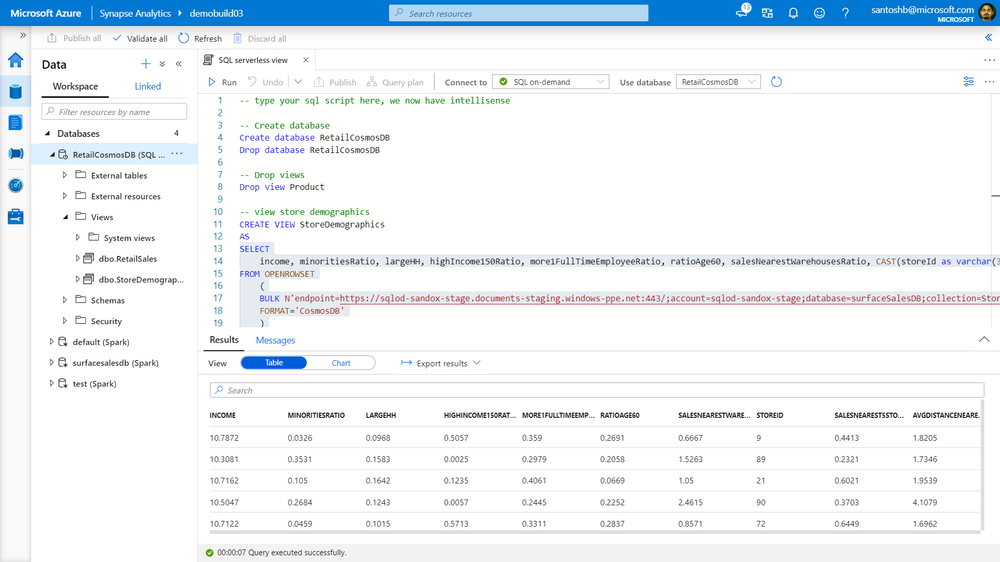 Microsoft Azure
Synapse Analytics
demobuild03
Search resources
13
santoshb@microsoft.com
MICROSOFT
Publish all
Validate all
Refresh
Discard all
Data
Workspace
Linked
Filter resources by name
Databases 4
RetailCosmosDB (SQL ...
External tables
External resources
Views
System views
dbo.RetailSales
dbo.StoreDemograp...
Schemas
Security
default (Spark)
surfacesalesdb (Spark)
test (Spark)
SQL serverless view
Run
Undo
Publish
Query plan
Connect to
SQL on-demand
Use database
RetailCosmosDB
1 -- type your sql script here, we now have intellisense
2
3 -- Create database
4 Create database RetailCosmosDB
5 Drop database RetailCosmosDB
6
7 -- Drop views
8 Drop view Product
9
10 -- view store demographics
11 CREATE VIEW StoreDemographics
12 AS
13 SELECT
14 income, minoritiesRatio, largeHH, highIncome150Ratio, more1FullTimeEmployeeRatio, ratioAge60, salesNearestWarehousesRatio, CAST(storeId as varchar(3
15 FROM OPENROWSET
16 (
17 BULK N'endpoint=https://sqlod-sandox-stage.documents-staging.windows-ppe.net:443/;account=sqlod-sandox-stage;database=surfaceSalesDB;collection=Stor
18 FORMAT='CosmosDB'
19 )
Results
Messages
View
Table
Chart
Export results
Search
INCOME MINORITIESRATIO LARGEHH HIGHINCOME150RAT... MORE1FULLTIMEEMP... RATIOAGE60 SALESNEARESTWARE... STOREID SALESNEAREST5STO... AVGDISTANCENEARE.
10.7872 0.0326 0.0968 0.5057 0.359 0.2691 0.6667 9 0.4413 1.8205
10.3081 0.3531 0.1583 0.0025 0.2979 0.2058 1.5263 89 0.2321 1.7346
10.7162 0.105 0.1642 0.1235 0.4061 0.0669 1.05 21 0.6021 1.9539
10.5047 0.2684 0.1243 0.0057 0.2445 0.2252 2.4615 90 0.3703 4.1079
10.7122 0.0459 0.1015 0.5713 0.3311 0.2837 0.8571 72 0.6449 1.6962
00:00:07 Query executed successfully.